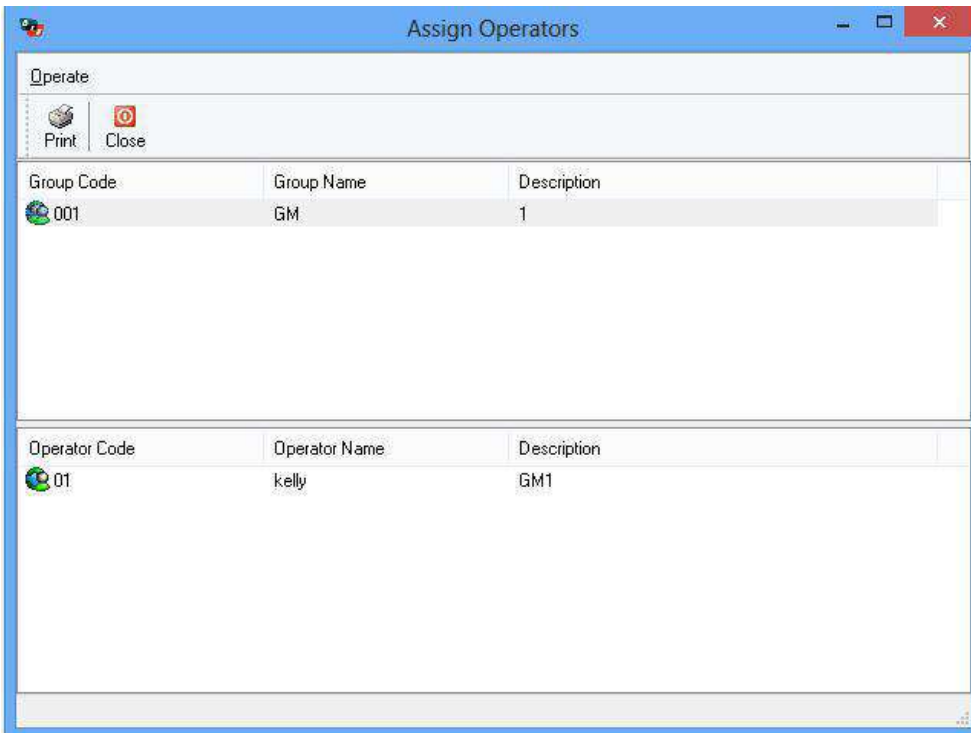 Assign Operators
Operate
Print Close
Group Code Group Name Description
001 GM 1
Operator Code Operator Name Description
01 kelly GM1